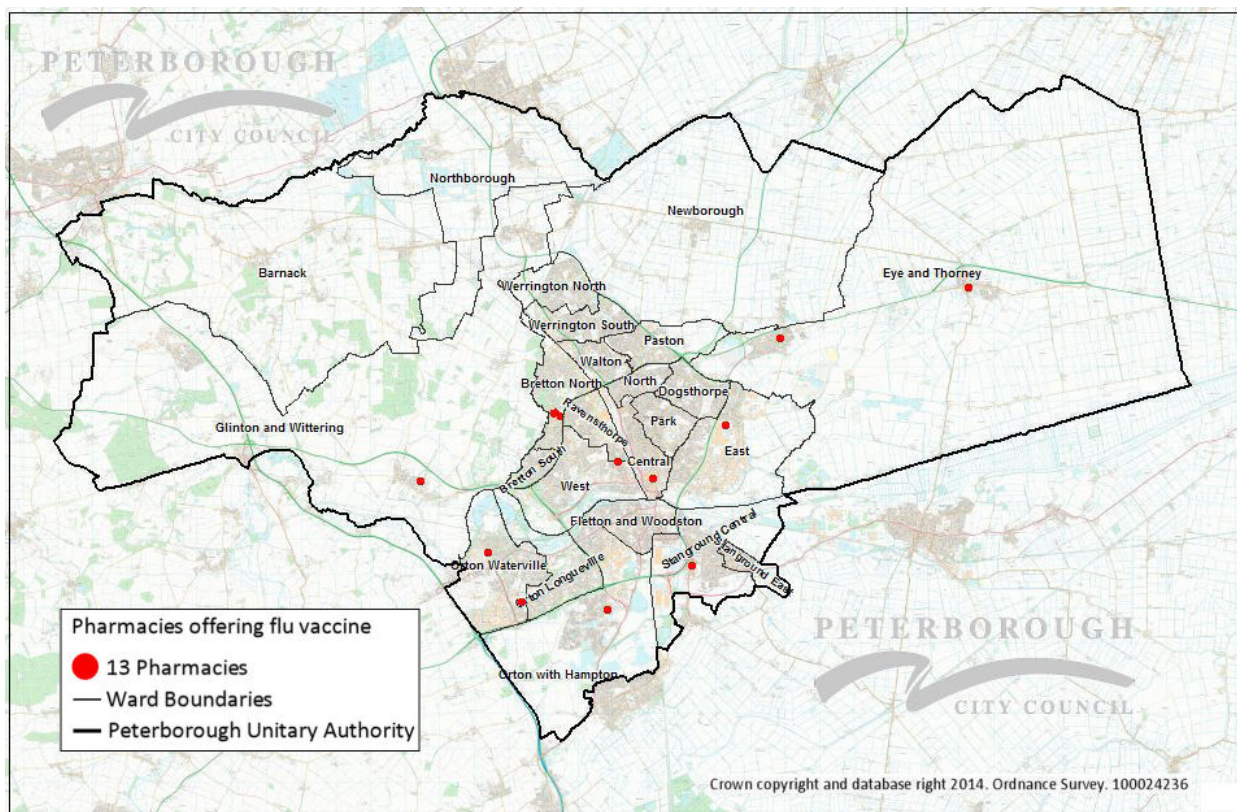 PETERBOROUGH
CITY COUNCIL
Northborough
Newborough
Barnack
Eye and Thorney
Werrington North
Werrington South
Paston
Walton
Bretton North
North
Dogsthorpe
Ravensthorpe
Park
Glinton and Wittering
East
Central
Bretton South
West
Fletton and Woodston
Stanground Central
Stanground East
Orton Waterville
Orton Longueville
Orton with Hampton
Pharmacies offering flu vaccine
13 Pharmacies
Ward Boundaries
Peterborough Unitary Authority
PETERBOROUGH
CITY COUNCIL
Crown copyright and database right 2014. Ordnance Survey. 100024236